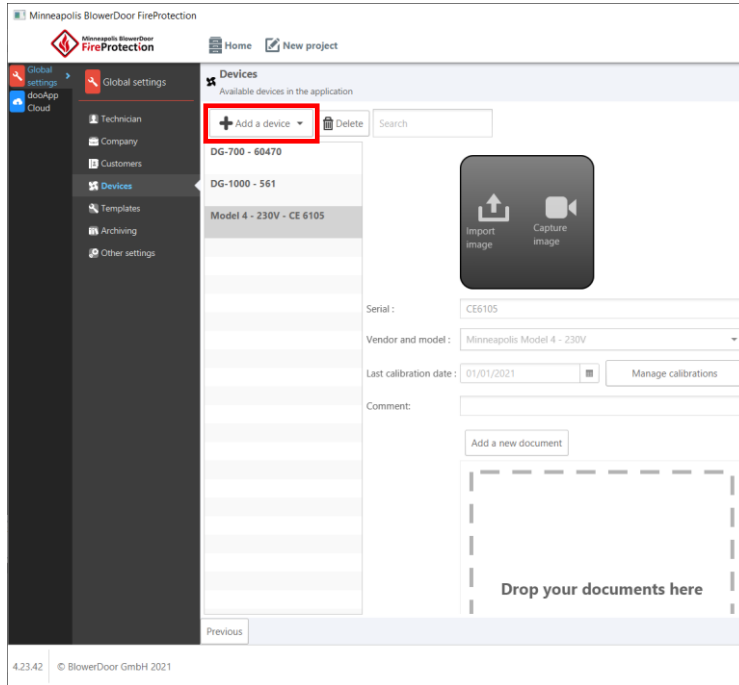 Minneapolis BlowerDoor FireProtection
Minneapolis BlowerDoor
FireProtection
Home
New project
Global
settings
dooApp
Cloud
Global settings
Technician
Company
Customers
Devices
Templates
Archiving
Other settings
Devices
Available devices in the application
Add a device
Delete
Search
DG-700 - 60470
DG-1000 - 561
Model 4 - 230V - CE 6105
Import
image
Capture
image
Serial :
CE6105
Vendor and model :
Minneapolis Model 4 - 230V
Last calibration date :
01/01/2021
Manage calibrations
Comment:
Add a new document
Drop your documents here
Previous
4.23.42
© BlowerDoor GmbH 2021